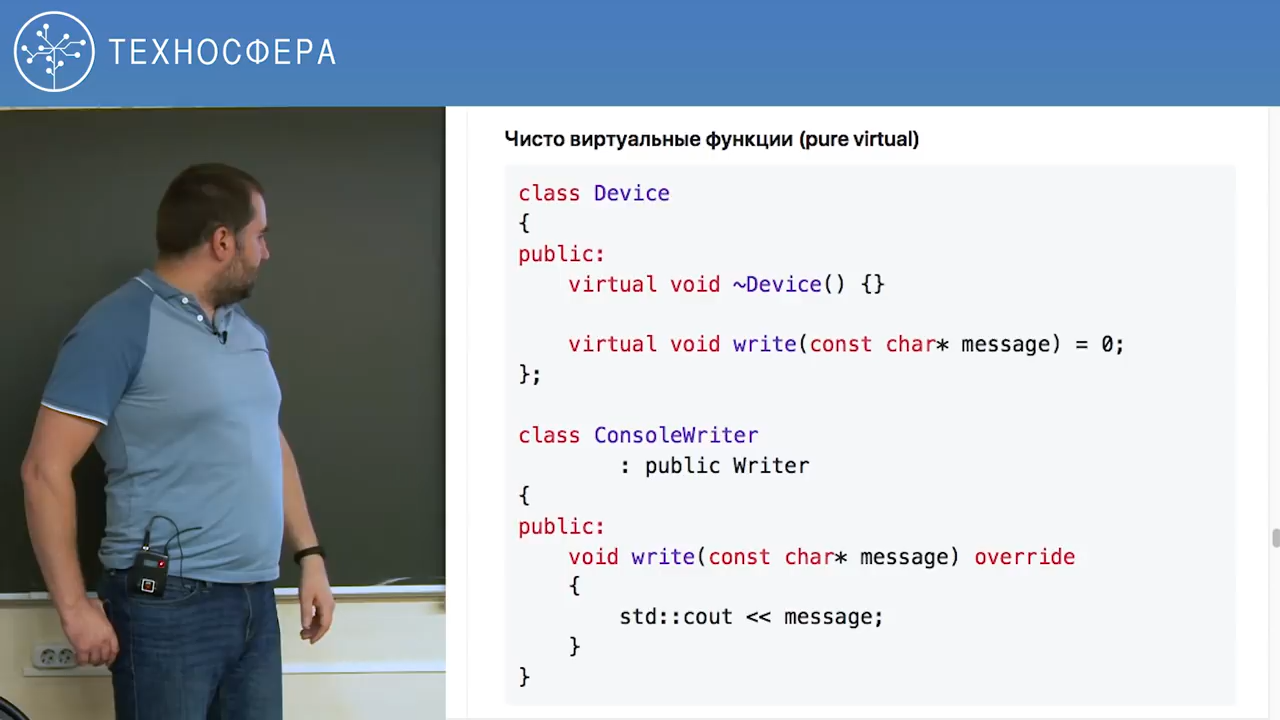 ТЕХНОСФЕРА
Чисто виртуальные функции (pure virtual)
class Device
{
public:
    virtual void ~Device() {}
    virtual void write(const char* message) = 0;
};
class ConsoleWriter
        : public Writer
{
public:
    void write(const char* message) override
    {
        std::cout << message;
    }
}